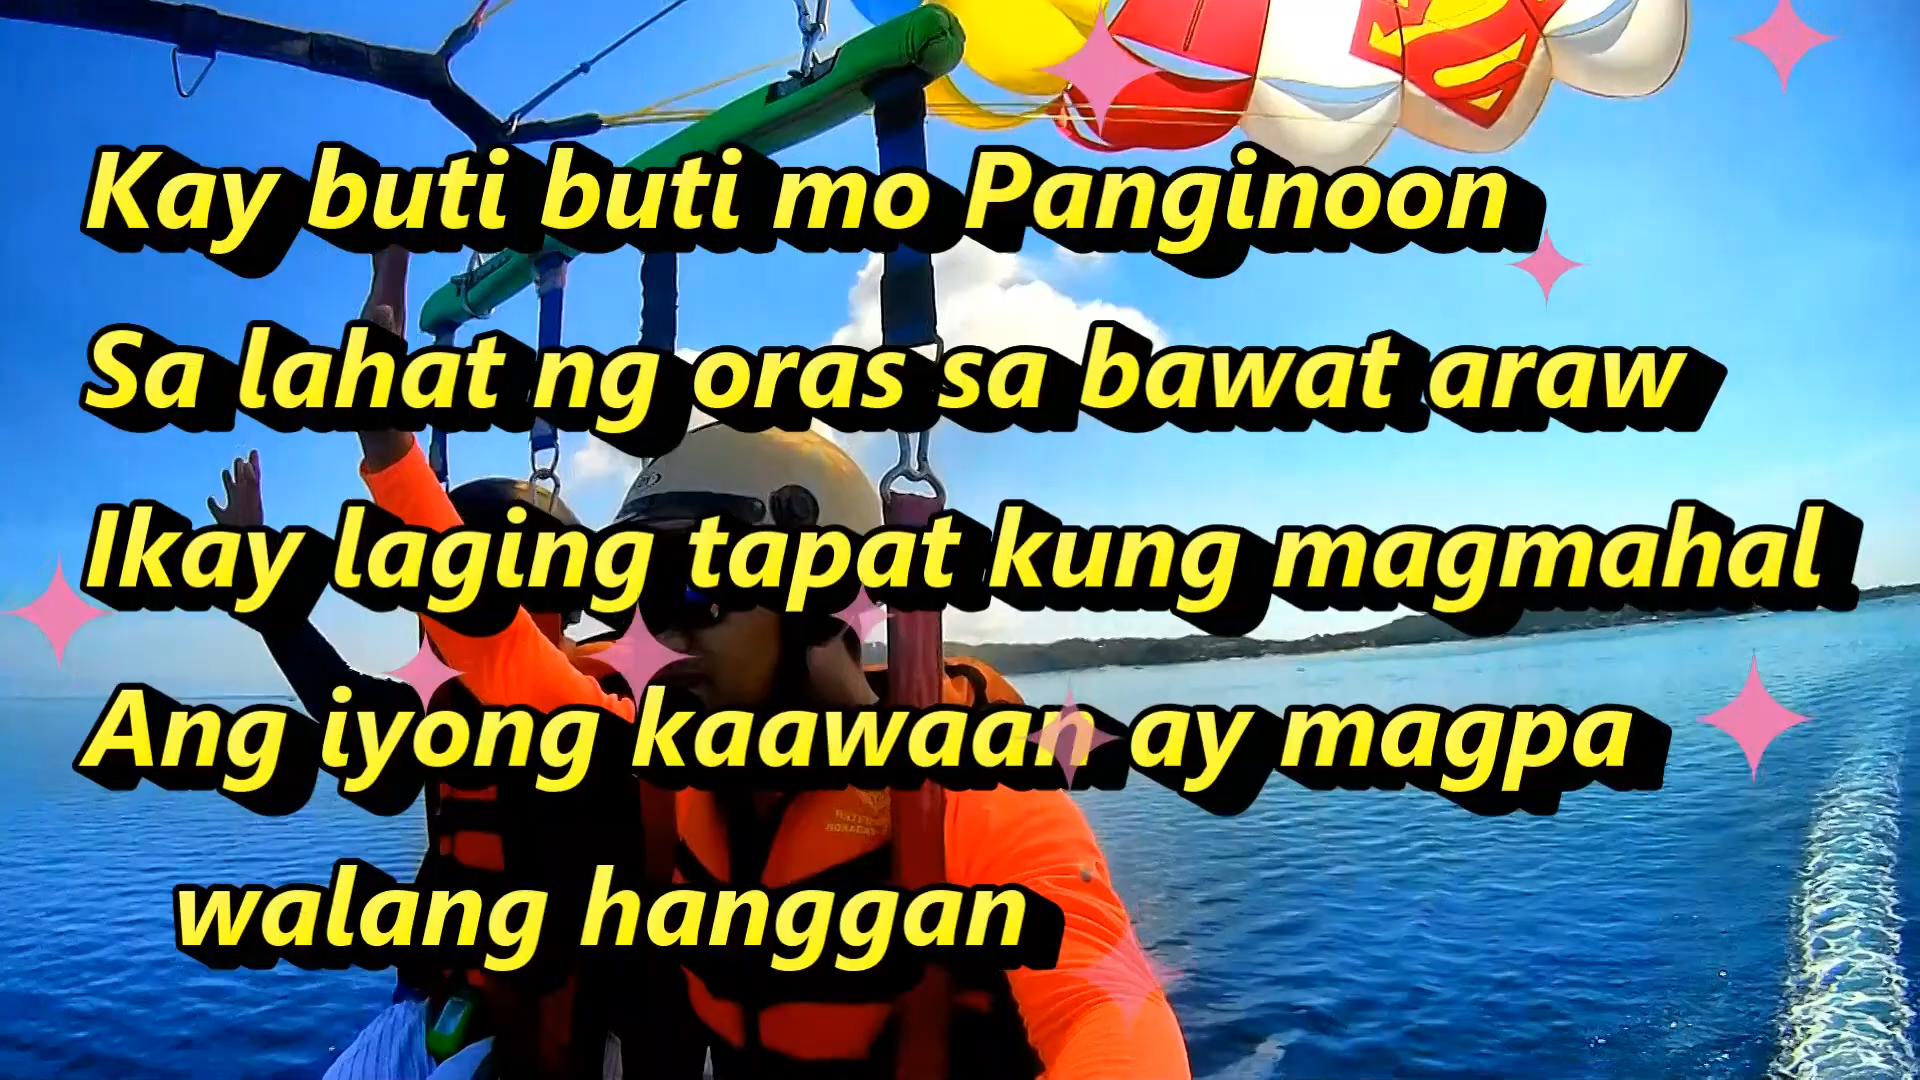 Kay buti buti mo Panginoon
Sa lahat ng oras sa bawat araw
Ikay laging tapat kung magmahal
Ang iyong kaawaan ay magpa
walang hanggan